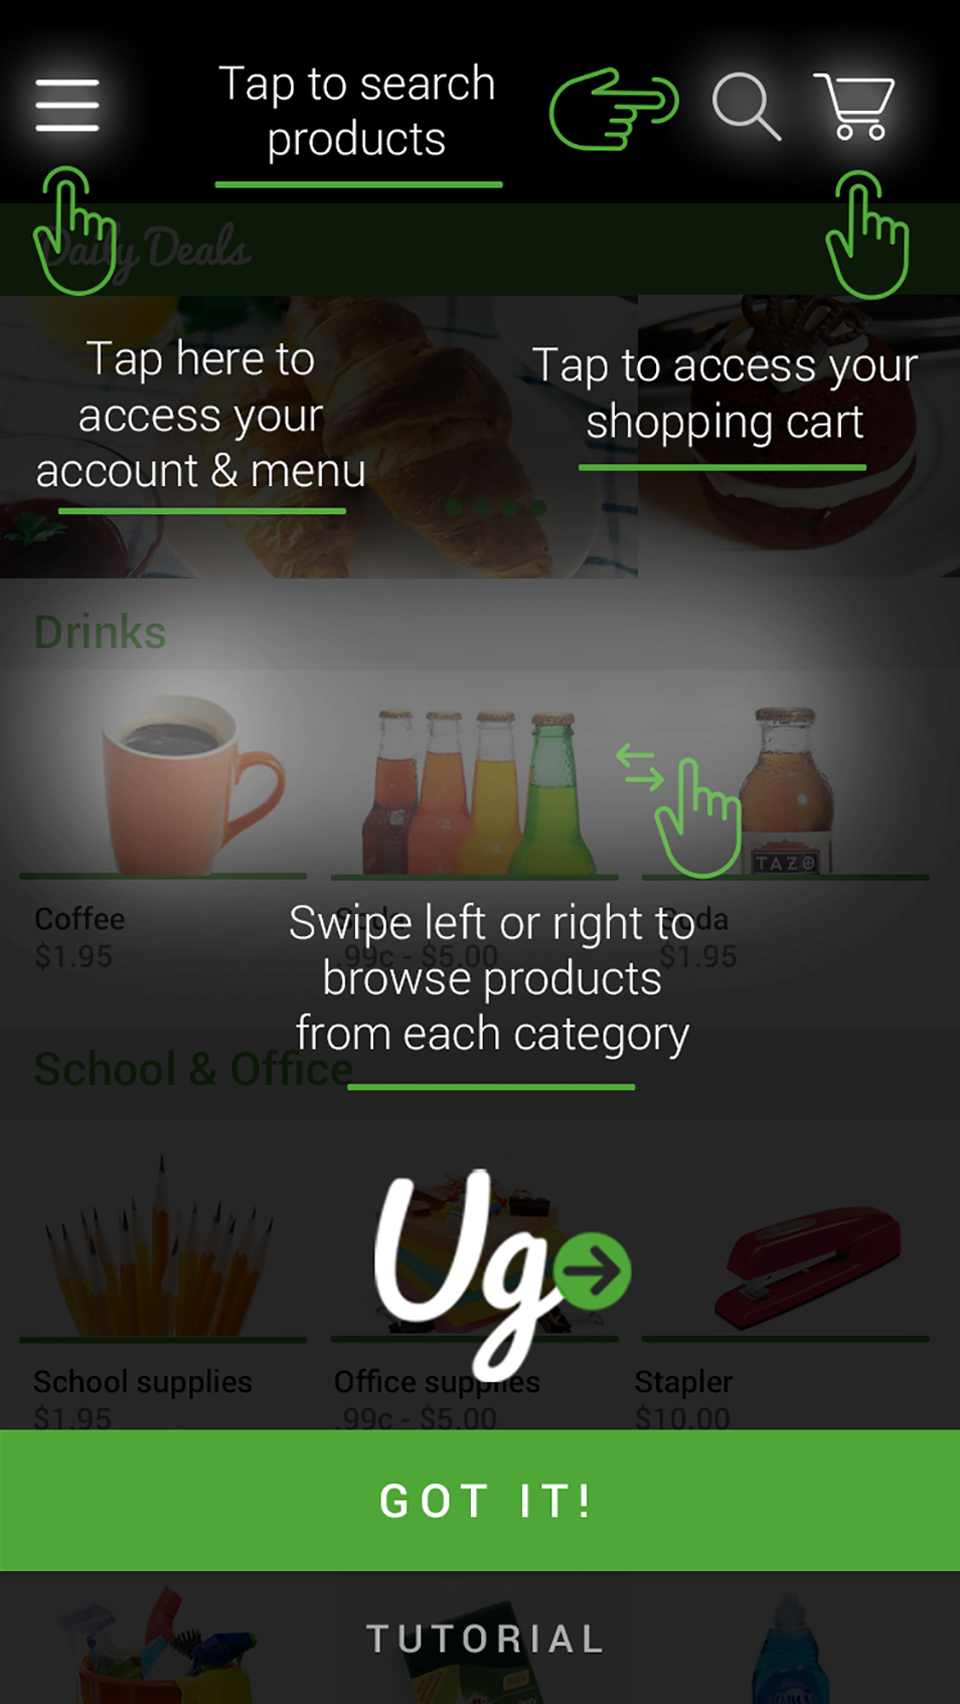 Tap to search
products
Daily Deals
Tap here to
access your
account & menu
Tap to access your
shopping cart
Drinks
TAZO
Coffee
$1.95
Soda
.99c - $5.00
Soda
$1.95
Swipe left or right to
browse products
from each category
School & Office
Ug
School supplies
$1.95
Office supplies
.99c - $5.00
Stapler
$10.00
GOT IT!
TUTORIAL